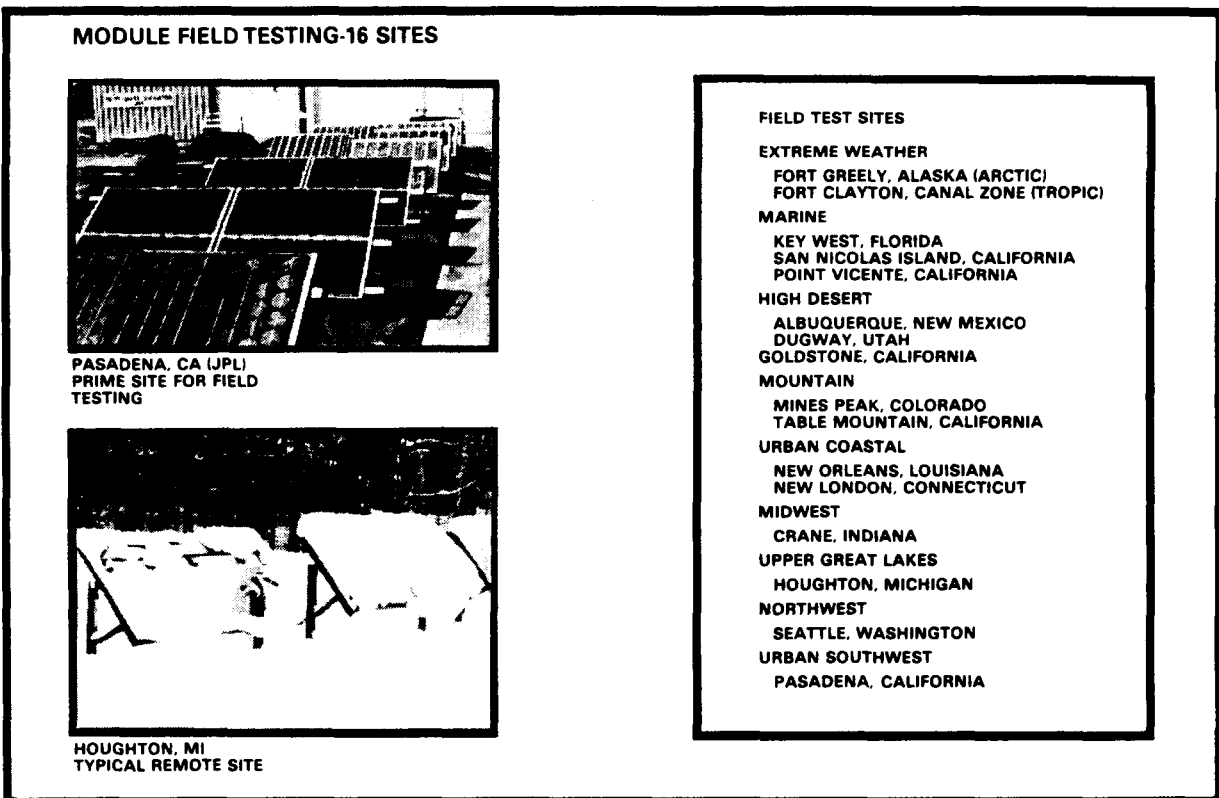 MODULE FIELD TESTING-16 SITES
PASADENA, CA (JPL)
PRIME SITE FOR FIELD
TESTING
HOUGHTON, MI
TYPICAL REMOTE SITE
FIELD TEST SITES
EXTREME WEATHER
FORT GREELY, ALASKA (ARCTIC)
FORT CLAYTON, CANAL ZONE (TROPIC)
MARINE
KEY WEST, FLORIDA
SAN NICOLAS ISLAND, CALIFORNIA
POINT VICENTE, CALIFORNIA
HIGH DESERT
ALBUQUERQUE, NEW MEXICO
DUGWAY, UTAH
GOLDSTONE, CALIFORNIA
MOUNTAIN
MINES PEAK, COLORADO
TABLE MOUNTAIN, CALIFORNIA
URBAN COASTAL
NEW ORLEANS, LOUISIANA
NEW LONDON, CONNECTICUT
MIDWEST
CRANE, INDIANA
UPPER GREAT LAKES
HOUGHTON, MICHIGAN
NORTHWEST
SEATTLE, WASHINGTON
URBAN SOUTHWEST
PASADENA, CALIFORNIA